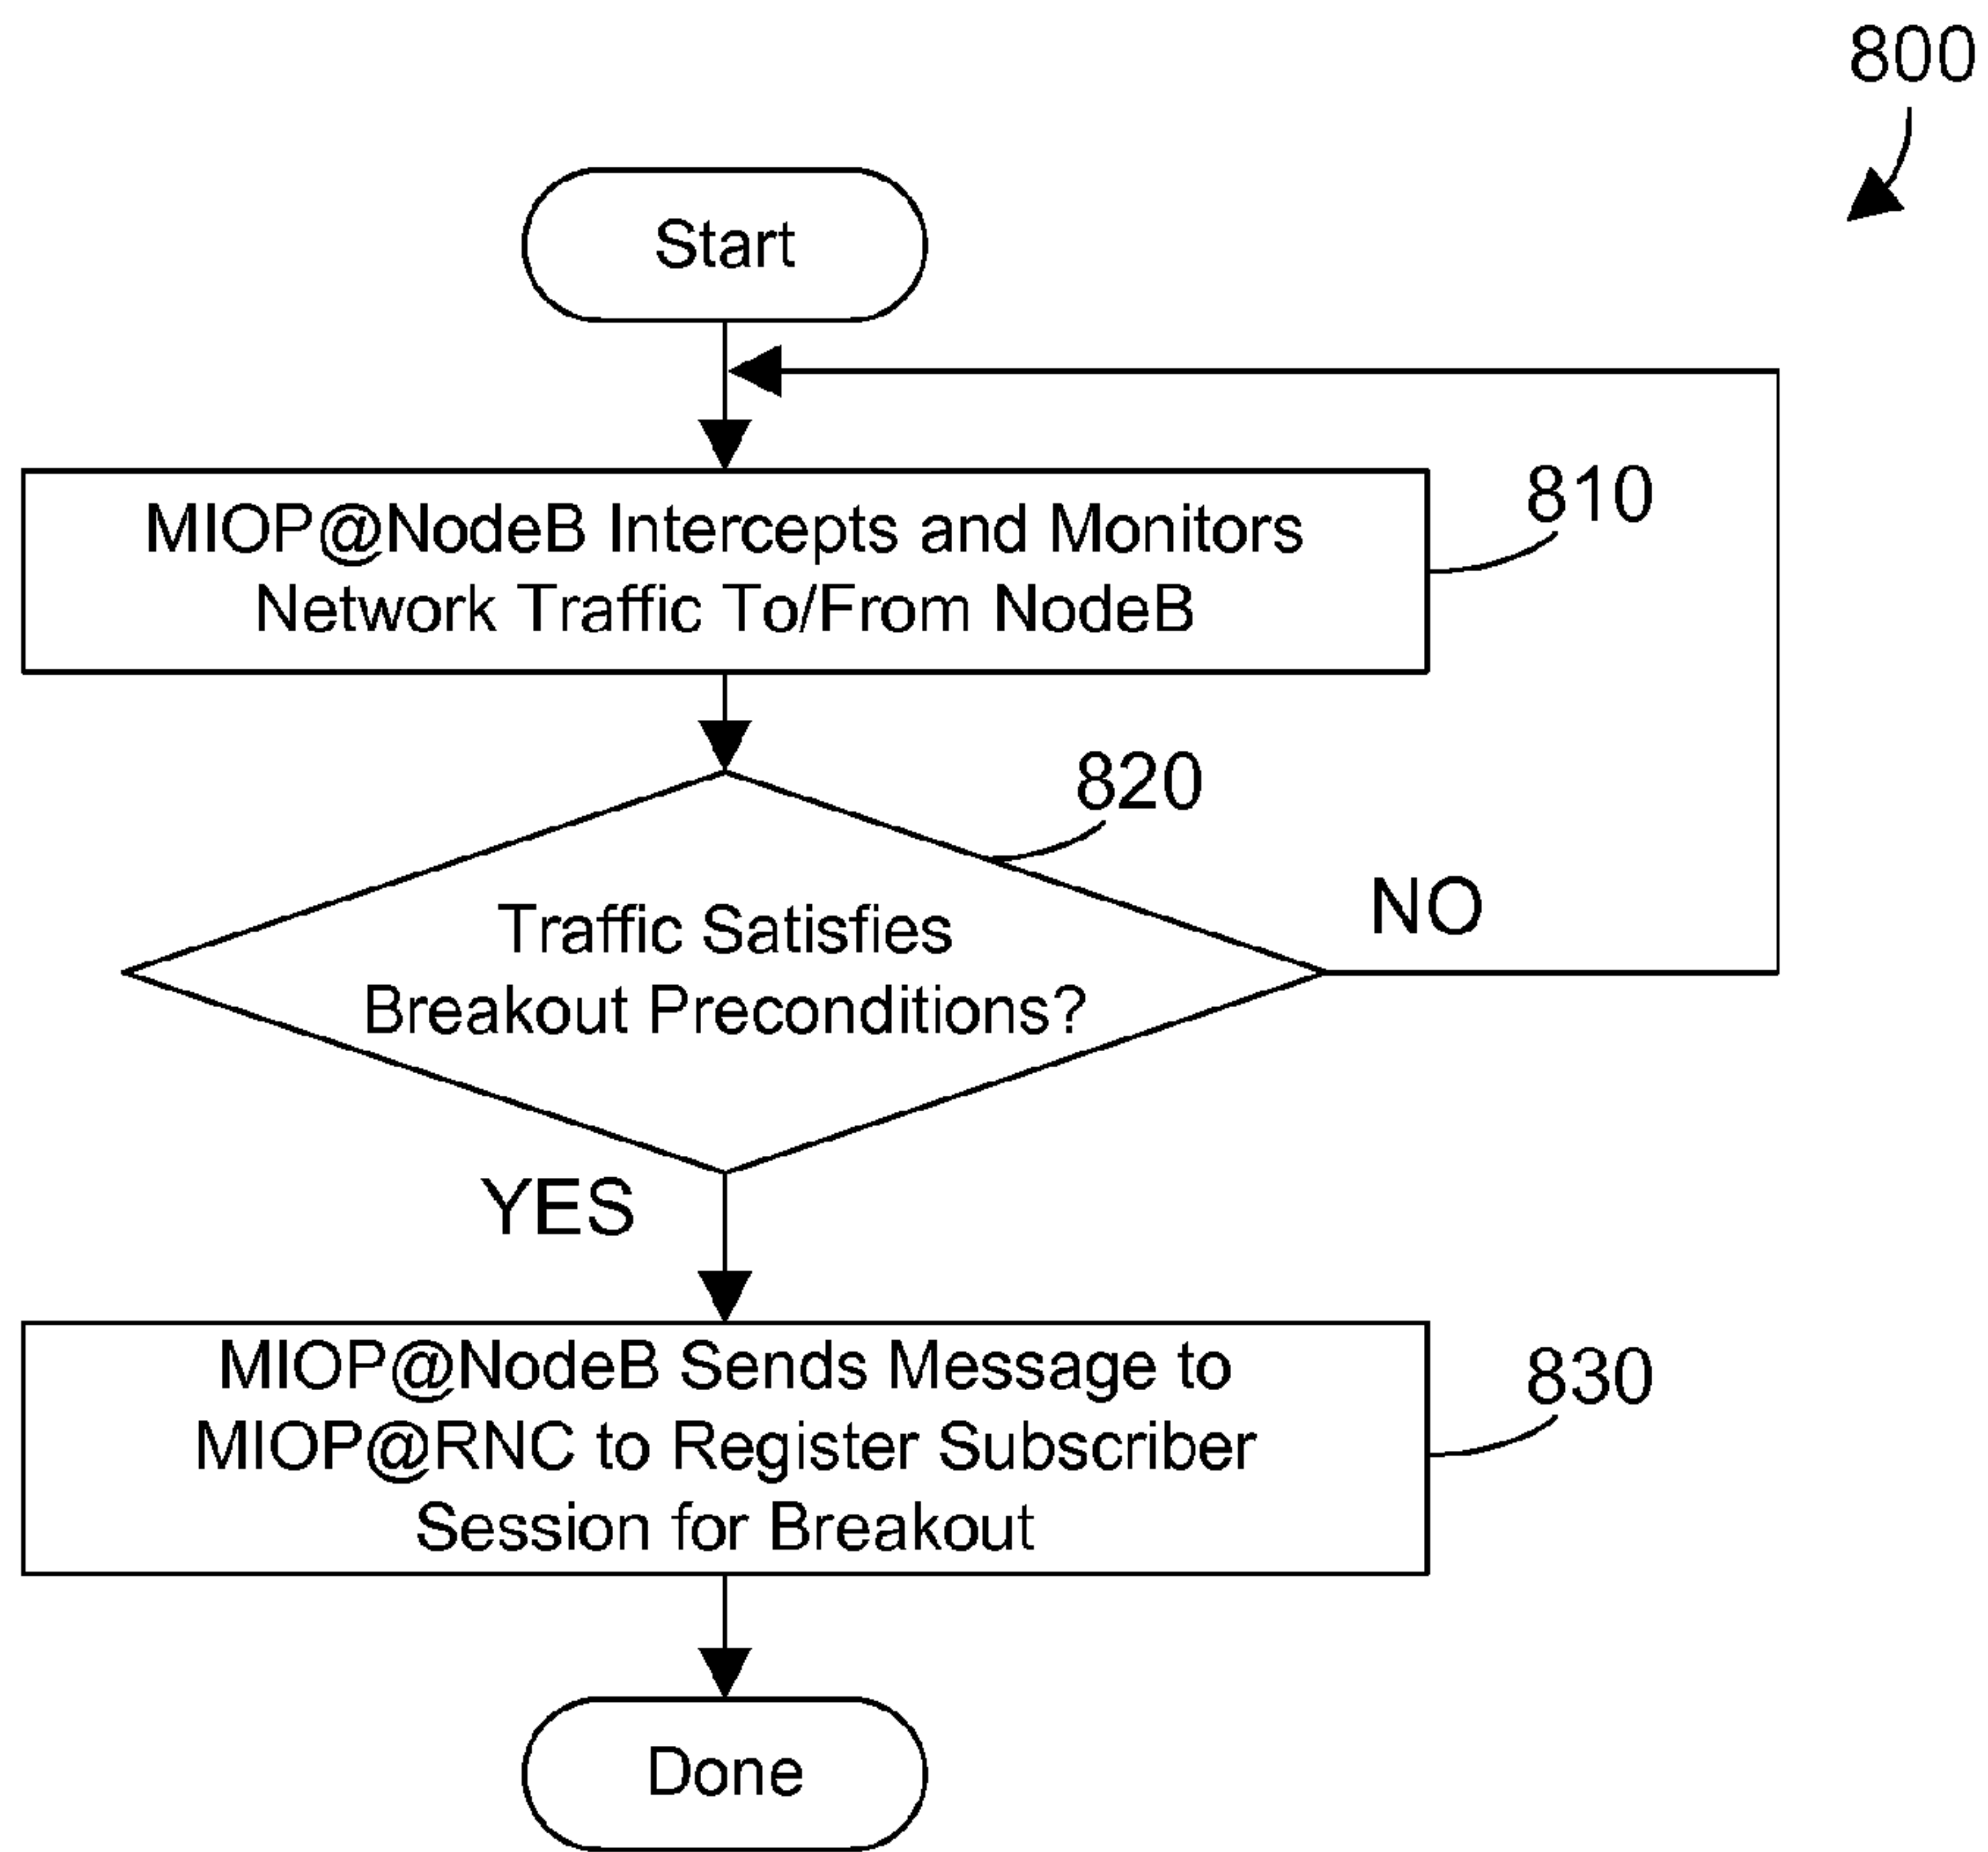 800
Start
MIOP@NodeB Intercepts and Monitors
Network Traffic To/From NodeB
810
820
Traffic Satisfies
Breakout Preconditions?
NO
YES
MIOP@NodeB Sends Message to
MIOP@RNC to Register Subscriber
Session for Breakout
830
Done